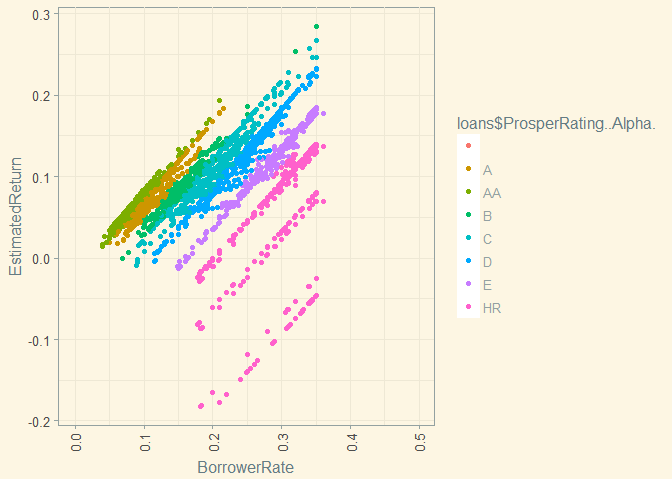 0.3
0.2
0.1
0.0
-0.1
-0.2
EstimatedReturn
0.0
0.1
0.2
0.3
0.4
0.5
BorrowerRate
loans$ProsperRating..Alpha.
A
AA
B
C
D
E
HR